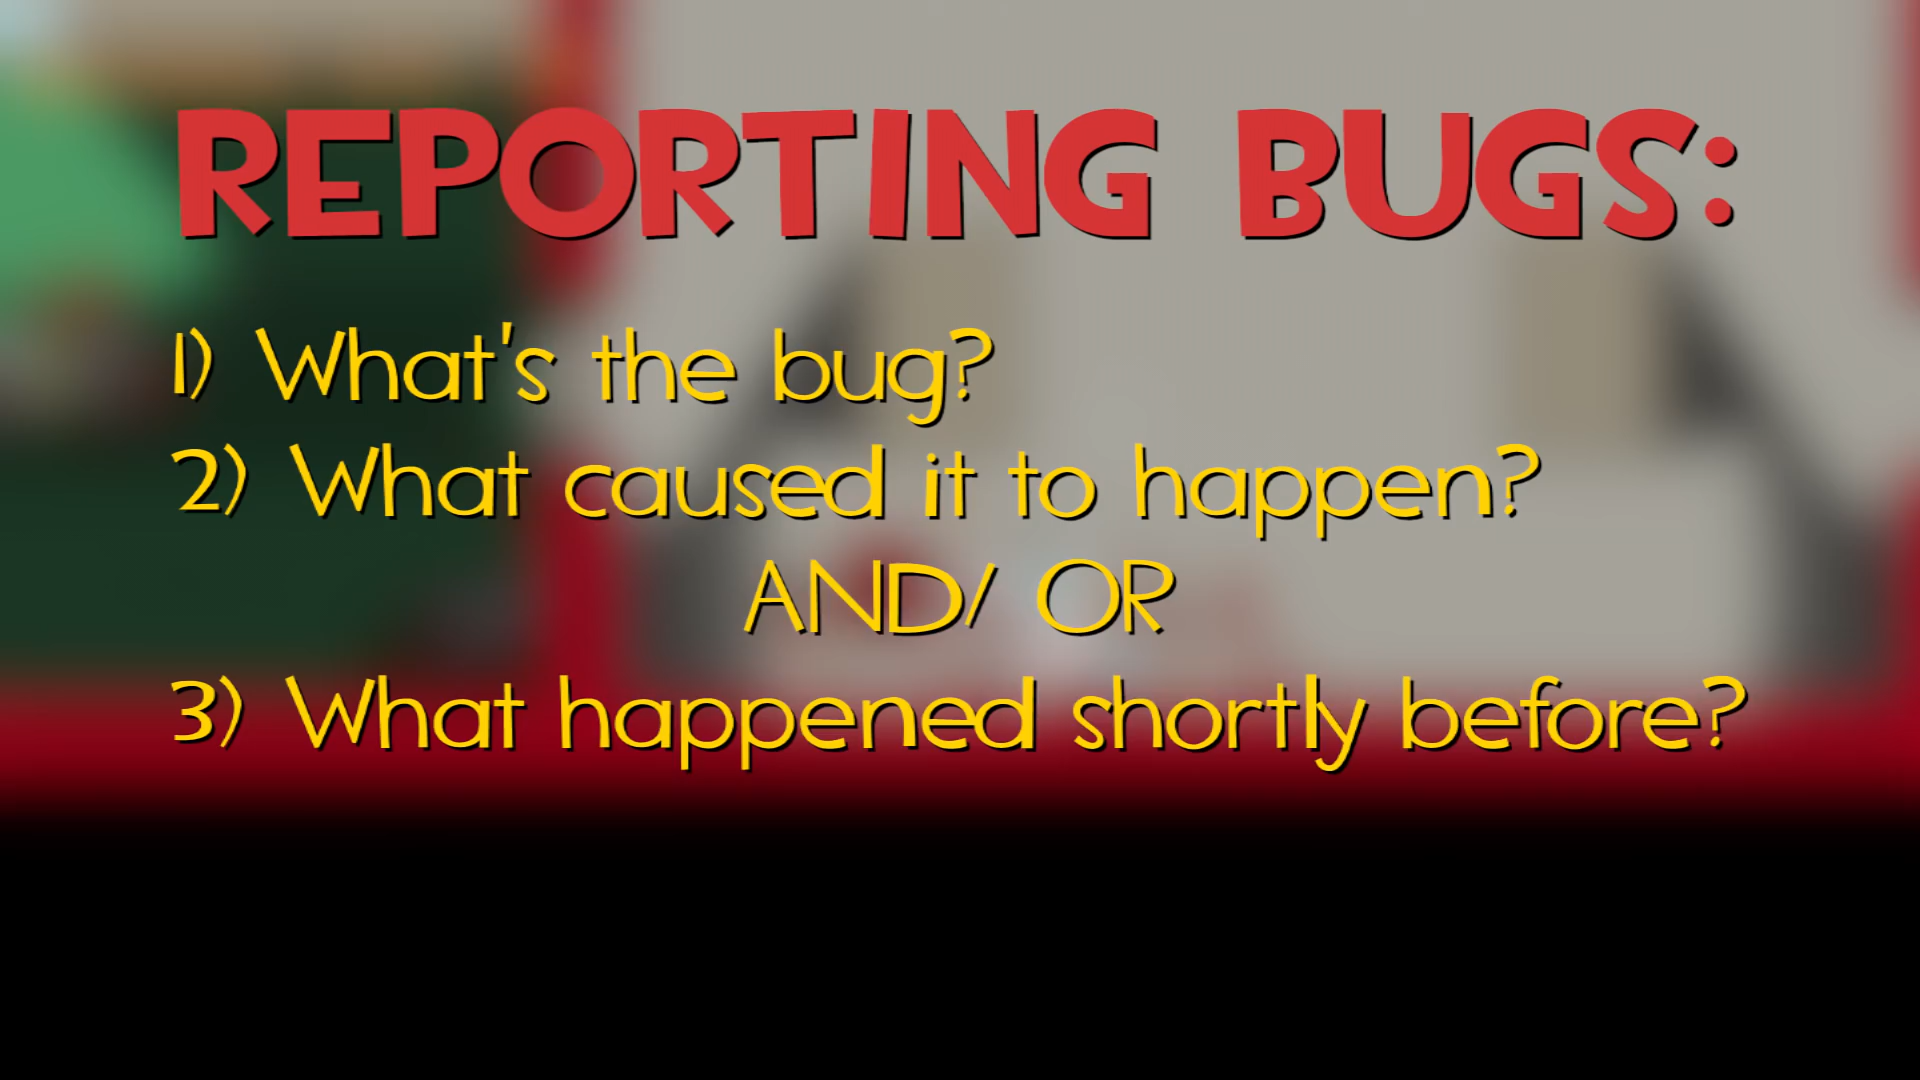 REPORTING BUGS:
1) What's the bug?
2) What caused it to happen?
AND/ OR
3) What happened shortly before?